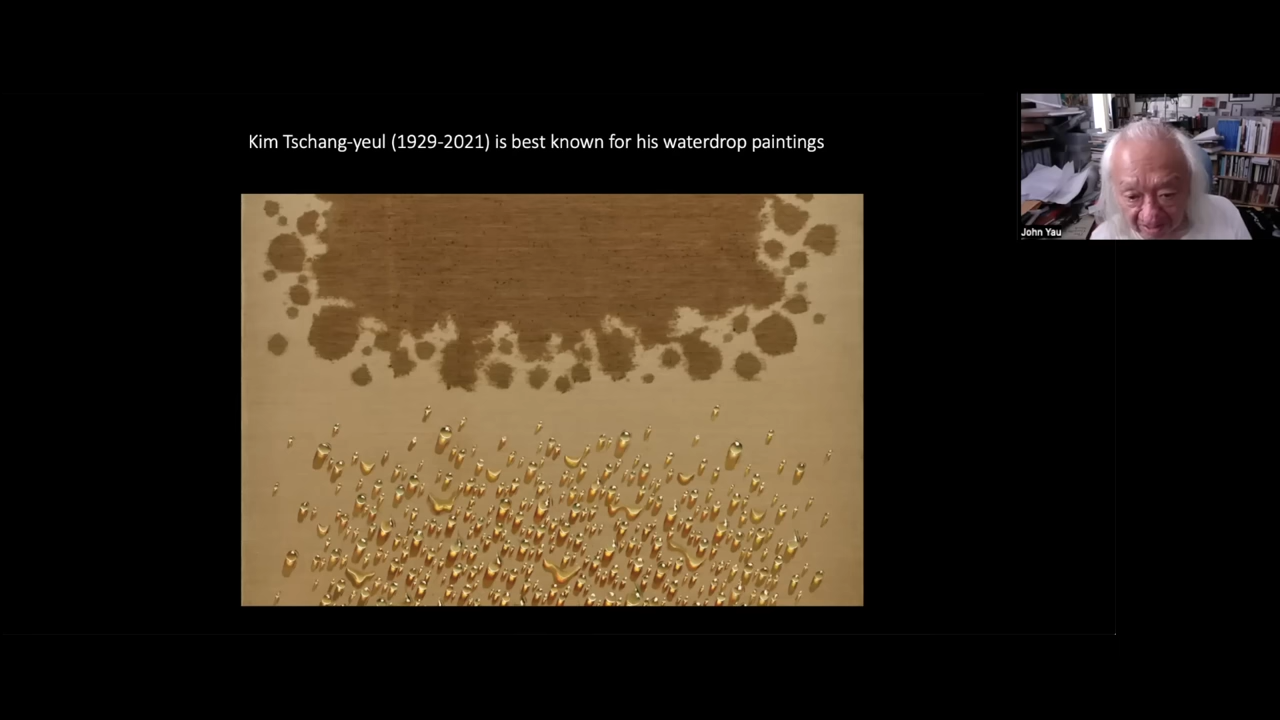 Kim Tschang-yeul (1929-2021) is best known for his waterdrop paintings
John Yau